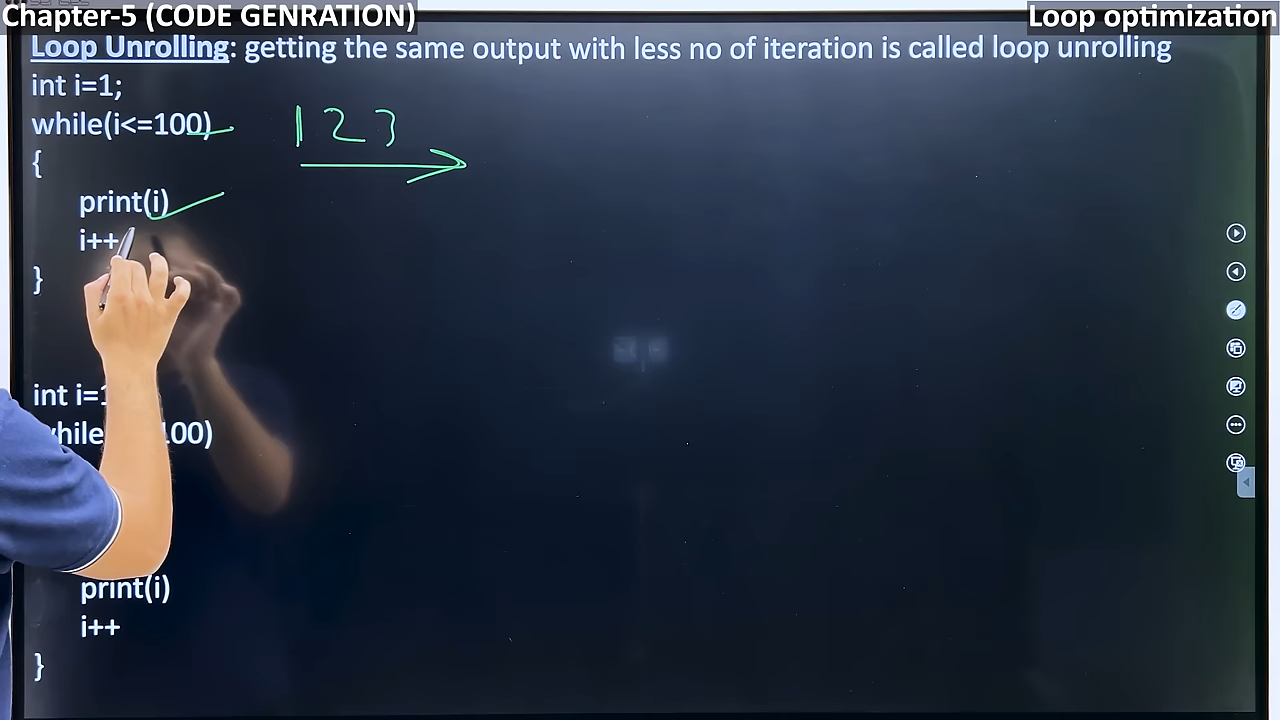 Chapter-5 (CODE GENRATION)
Loop optimization
Loop Unrolling: getting the same output with less no of iteration is called loop unrolling
int i=1;
while(i<=100)
1 2 3
{
print(i)
i++
}
int i=1
100)
print(i)
i++
}